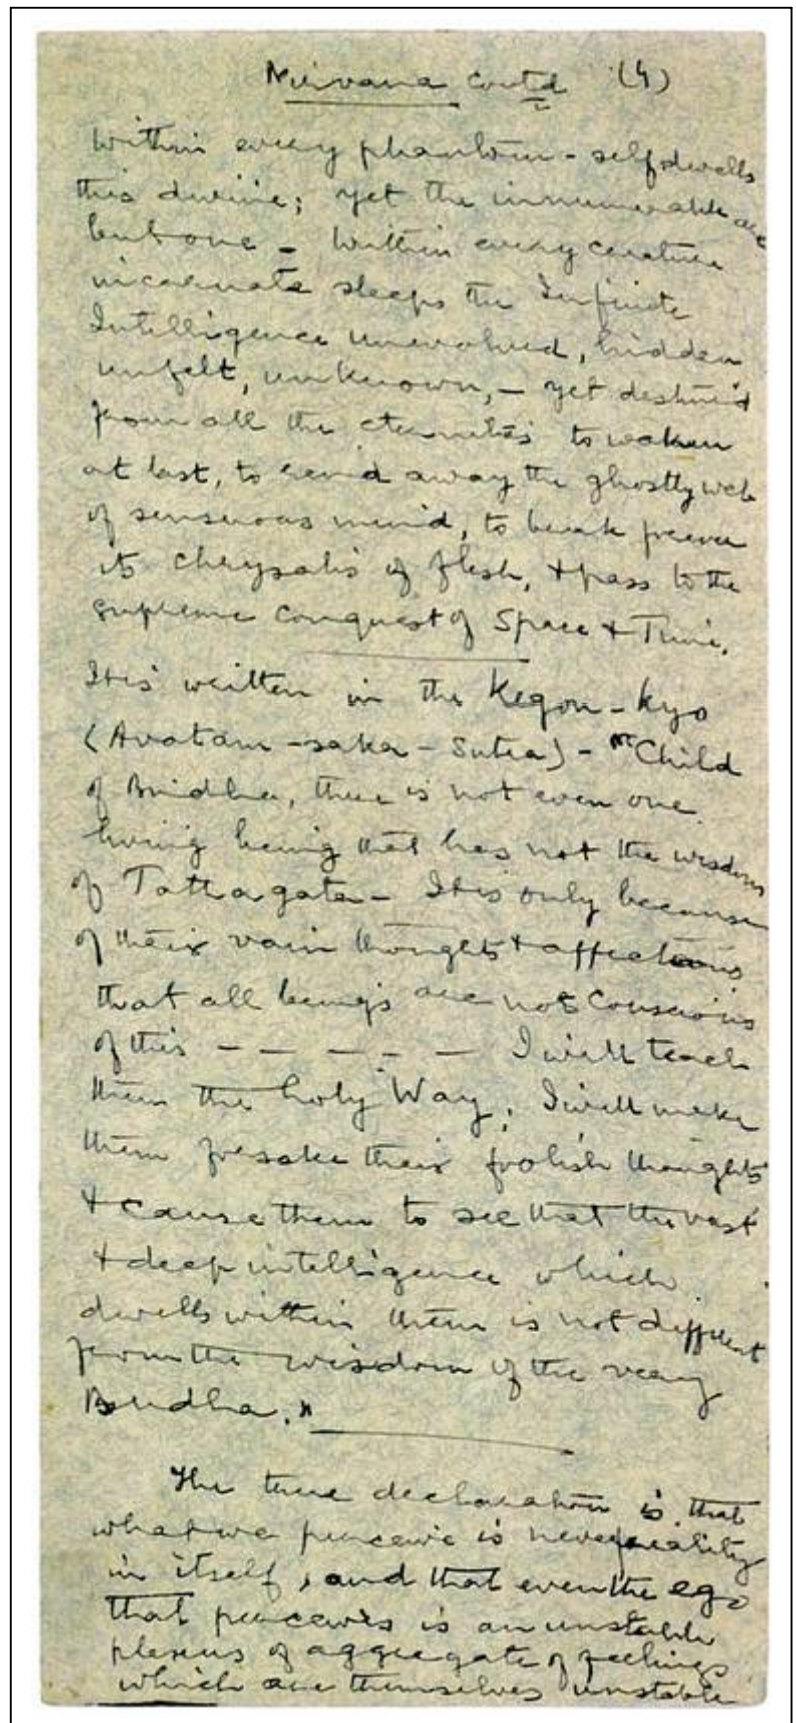 Nirvana Contd (4)
Within every phantom-self dwells
this divine; yet the innumerable are
but one - Within every creature
incarnate sleeps the Infinite
Intelligence unevolved, hidden
unfelt, unknown, - yet destined
from all the eternities to waken
at last, to rend away the ghostly web
of sensuous mind, to break forever
its chrysalis of flesh, & pass to the
supreme conquest of Space & Time.
It is written in the Kegon-kyo
(Avatam-saka-Sutra) - "Child
of Buddha, there is not even one
living being that has not the wisdom
of Tathagata - It is only because
of their vain thoughts & affections
that all beings are not conscious
of this - - - - - I will teach
them the holy Way; I will make
them forsake their foolish thoughts
& cause them to see that the vast
& deep intelligence which
dwells within them is not different
from the wisdom of the very
Buddha."
The true declaration is that
what we perceive is never reality
in itself, and that even the ego
that perceives is an unstable
plexus of aggregate of feelings
which are themselves unstable